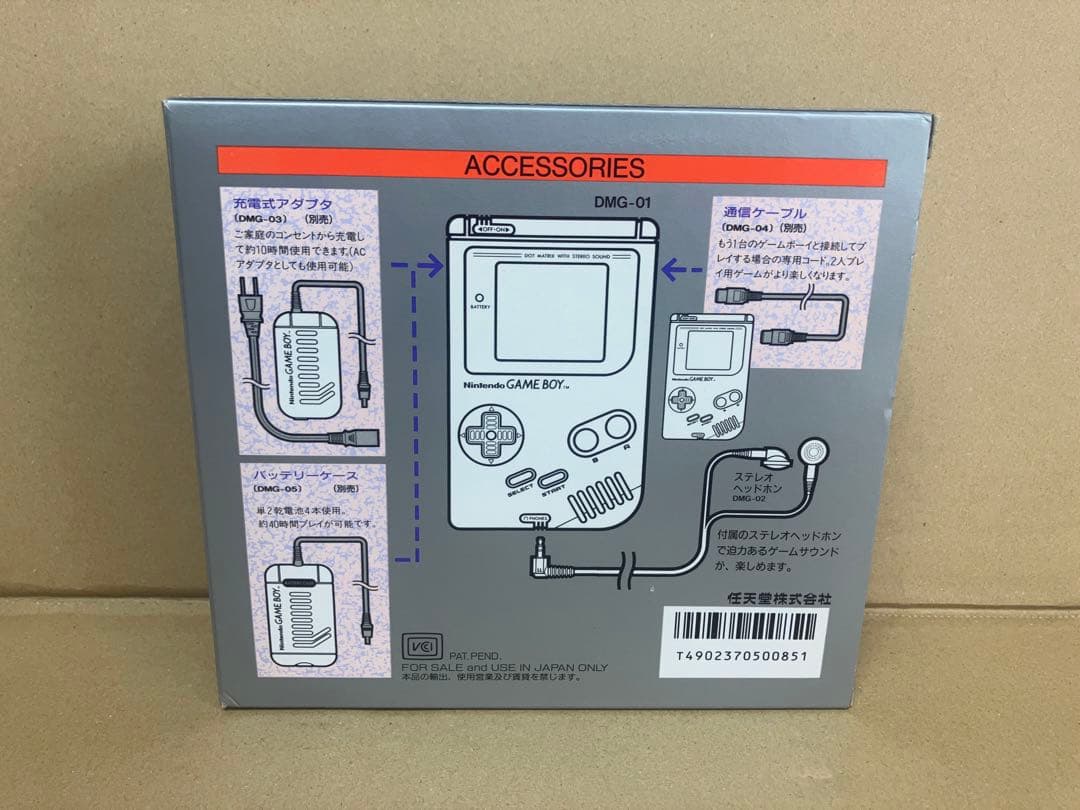 ACCESSORIES
充電式アダプタ
(DMG-03) (別売)
ご家庭のコンセントから充電し
て約10時間使用できます。(AC
アダプタとしても使用可能)
Nintendo GAME BOY
バッテリーケース
(DMG-05) (別売)
単2乾電池4本使用。
約40時間プレイが可能です。
Nintendo GAME BOY
DMG-01
◀OFF•ON▶
DOT MATRIX WITH STEREO SOUND
BATTERY
Nintendo GAME BOY™
B A
SELECT START
PHONES
通信ケーブル
(DMG-04) (別売)
もう1台のゲームボーイと接続してプ
レイする場合の専用コード。2人プレ
イ用ゲームがより楽しくなります。
Nintendo GAME BOY
ステレオ
ヘッドホン
DMG-02
付属のステレオヘッドホン
で迫力あるゲームサウンド
が、楽しめます。
任天堂株式会社
T4902370500851
VCI PAT. PEND.
FOR SALE and USE IN JAPAN ONLY
本品の輸出、使用営業及び賃貸を禁じます。